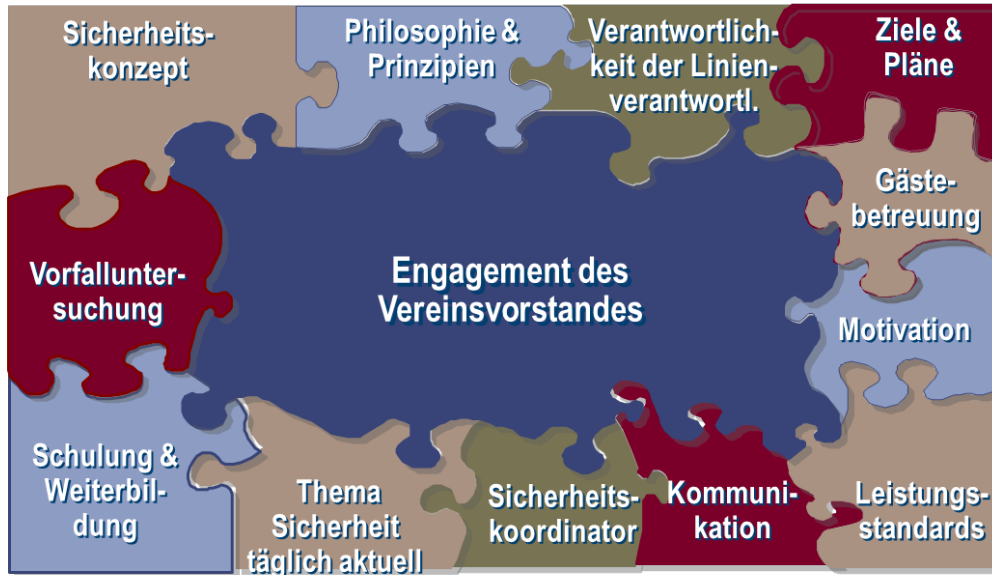 Sicherheits-
konzept
Philosophie &
Prinzipien
Verantwortlich-
keit der Linien-
verantwortl.
Ziele &
Pläne
Gäste-
betreuung
Vorfallunter-
suchung
Engagement des
Vereinsvorstandes
Motivation
Schulung &
Weiterbil-
dung
Thema
Sicherheit
täglich aktuell
Sicherheits-
koordinator
Kommuni-
kation
Leistungs-
standards